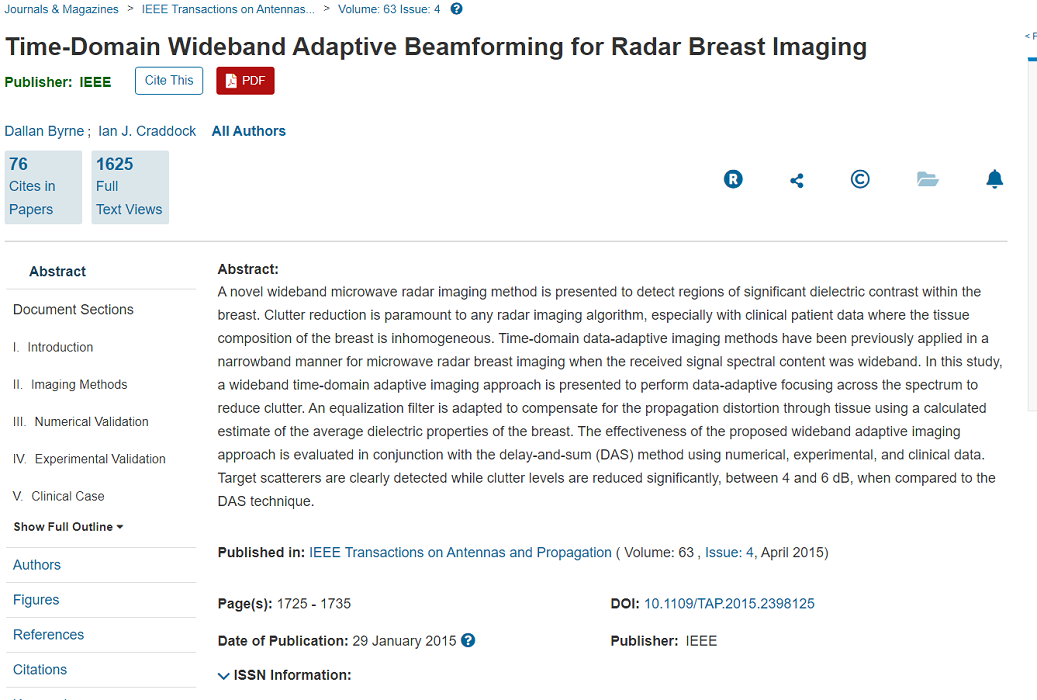 Journals & Magazines > IEEE Transactions on Antennas... > Volume: 63 Issue: 4 ?
Time-Domain Wideband Adaptive Beamforming for Radar Breast Imaging
< P
Publisher: IEEE Cite This PDF
Dallan Byrne ; Ian J. Craddock All Authors
76
Cites in
Papers
1625
Full
Text Views
R ©
Abstract
Document Sections
I. Introduction
II. Imaging Methods
III. Numerical Validation
IV. Experimental Validation
V. Clinical Case
Show Full Outline
Authors
Figures
References
Citations
Abstract:
A novel wideband microwave radar imaging method is presented to detect regions of significant dielectric contrast within the
breast. Clutter reduction is paramount to any radar imaging algorithm, especially with clinical patient data where the tissue
composition of the breast is inhomogeneous. Time-domain data-adaptive imaging methods have been previously applied in a
narrowband manner for microwave radar breast imaging when the received signal spectral content was wideband. In this study,
a wideband time-domain adaptive imaging approach is presented to perform data-adaptive focusing across the spectrum to
reduce clutter. An equalization filter is adapted to compensate for the propagation distortion through tissue using a calculated
estimate of the average dielectric properties of the breast. The effectiveness of the proposed wideband adaptive imaging
approach is evaluated in conjunction with the delay-and-sum (DAS) method using numerical, experimental, and clinical data.
Target scatterers are clearly detected while clutter levels are reduced significantly, between 4 and 6 dB, when compared to the
DAS technique.
Published in: IEEE Transactions on Antennas and Propagation ( Volume: 63 , Issue: 4, April 2015)
Page(s): 1725 - 1735
DOI: 10.1109/TAP.2015.2398125
Date of Publication: 29 January 2015 ?
Publisher: IEEE
ISSN Information: